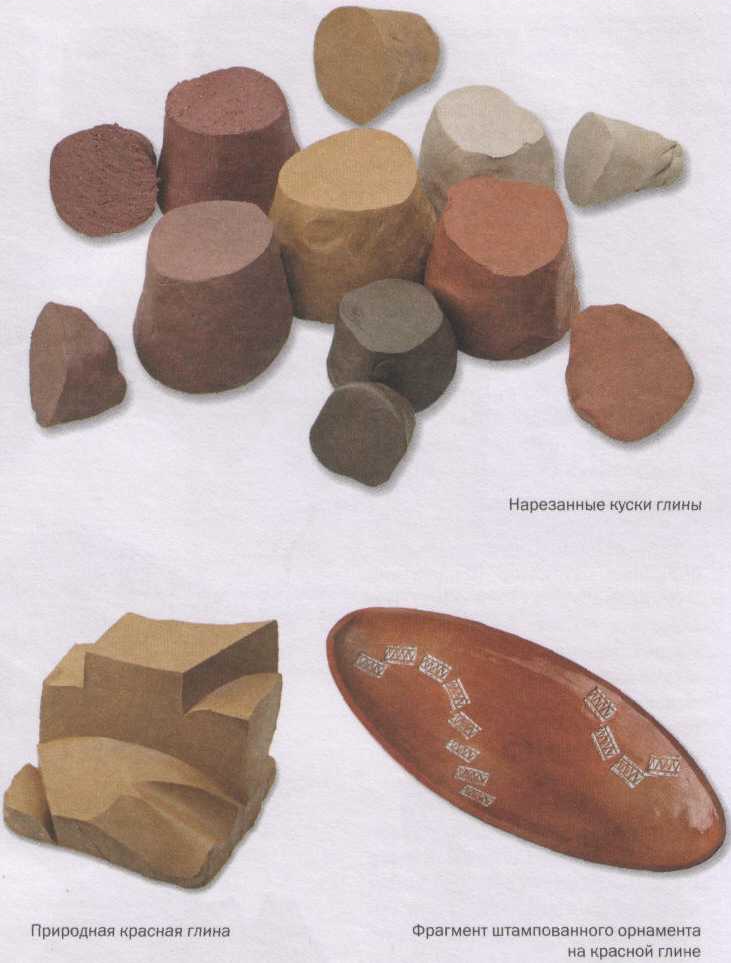 Нарезанные куски глины
Природная красная глина
Фрагмент штампованного орнамента
на красной глине